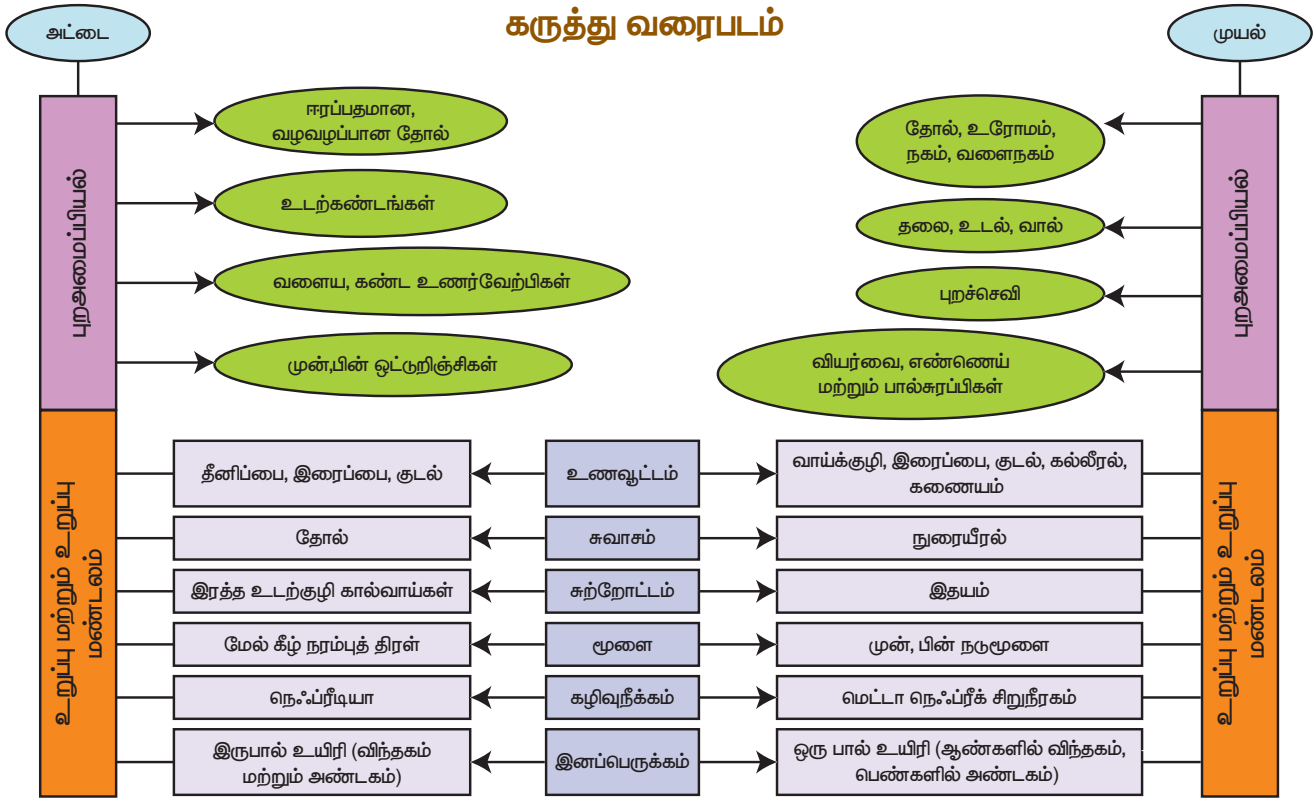 கருத்து வரைபடம்
அட்டை
முயல்
புறஅமைப்பியல்
ஈரப்பதமான,
வழவழப்பான தோல்
உடற்கண்டங்கள்
வளைய, கண்ட உணர்வேற்பிகள்
முன்,பின் ஒட்டுறிஞ்சிகள்
புறஅமைப்பியல்
தோல், உரோமம்,
நகம், வளைநகம்
தலை, உடல், வால்
புறச்செவி
வியர்வை, எண்ணெய்
மற்றும் பால்சுரப்பிகள்
உறுப்பு மற்றும் உறுப்பு
மண்டலம்
உறுப்பு மற்றும் உறுப்பு
மண்டலம்
தீனிப்பை, இரைப்பை, குடல்
உணவூட்டம்
வாய்க்குழி, இரைப்பை, குடல், கல்லீரல்,
கணையம்
தோல்
சுவாசம்
நுரையீரல்
இரத்த உடற்குழி கால்வாய்கள்
சுற்றோட்டம்
இதயம்
மேல் கீழ் நரம்புத் திரள்
மூளை
முன், பின் நடுமூளை
நெஃப்ரீடியா
கழிவுநீக்கம்
மெட்டா நெஃப்ரீக் சிறுநீரகம்
இருபால் உயிரி (விந்தகம்
மற்றும் அண்டகம்)
இனப்பெருக்கம்
ஒரு பால் உயிரி (ஆண்களில் விந்தகம்,
பெண்களில் அண்டகம்)